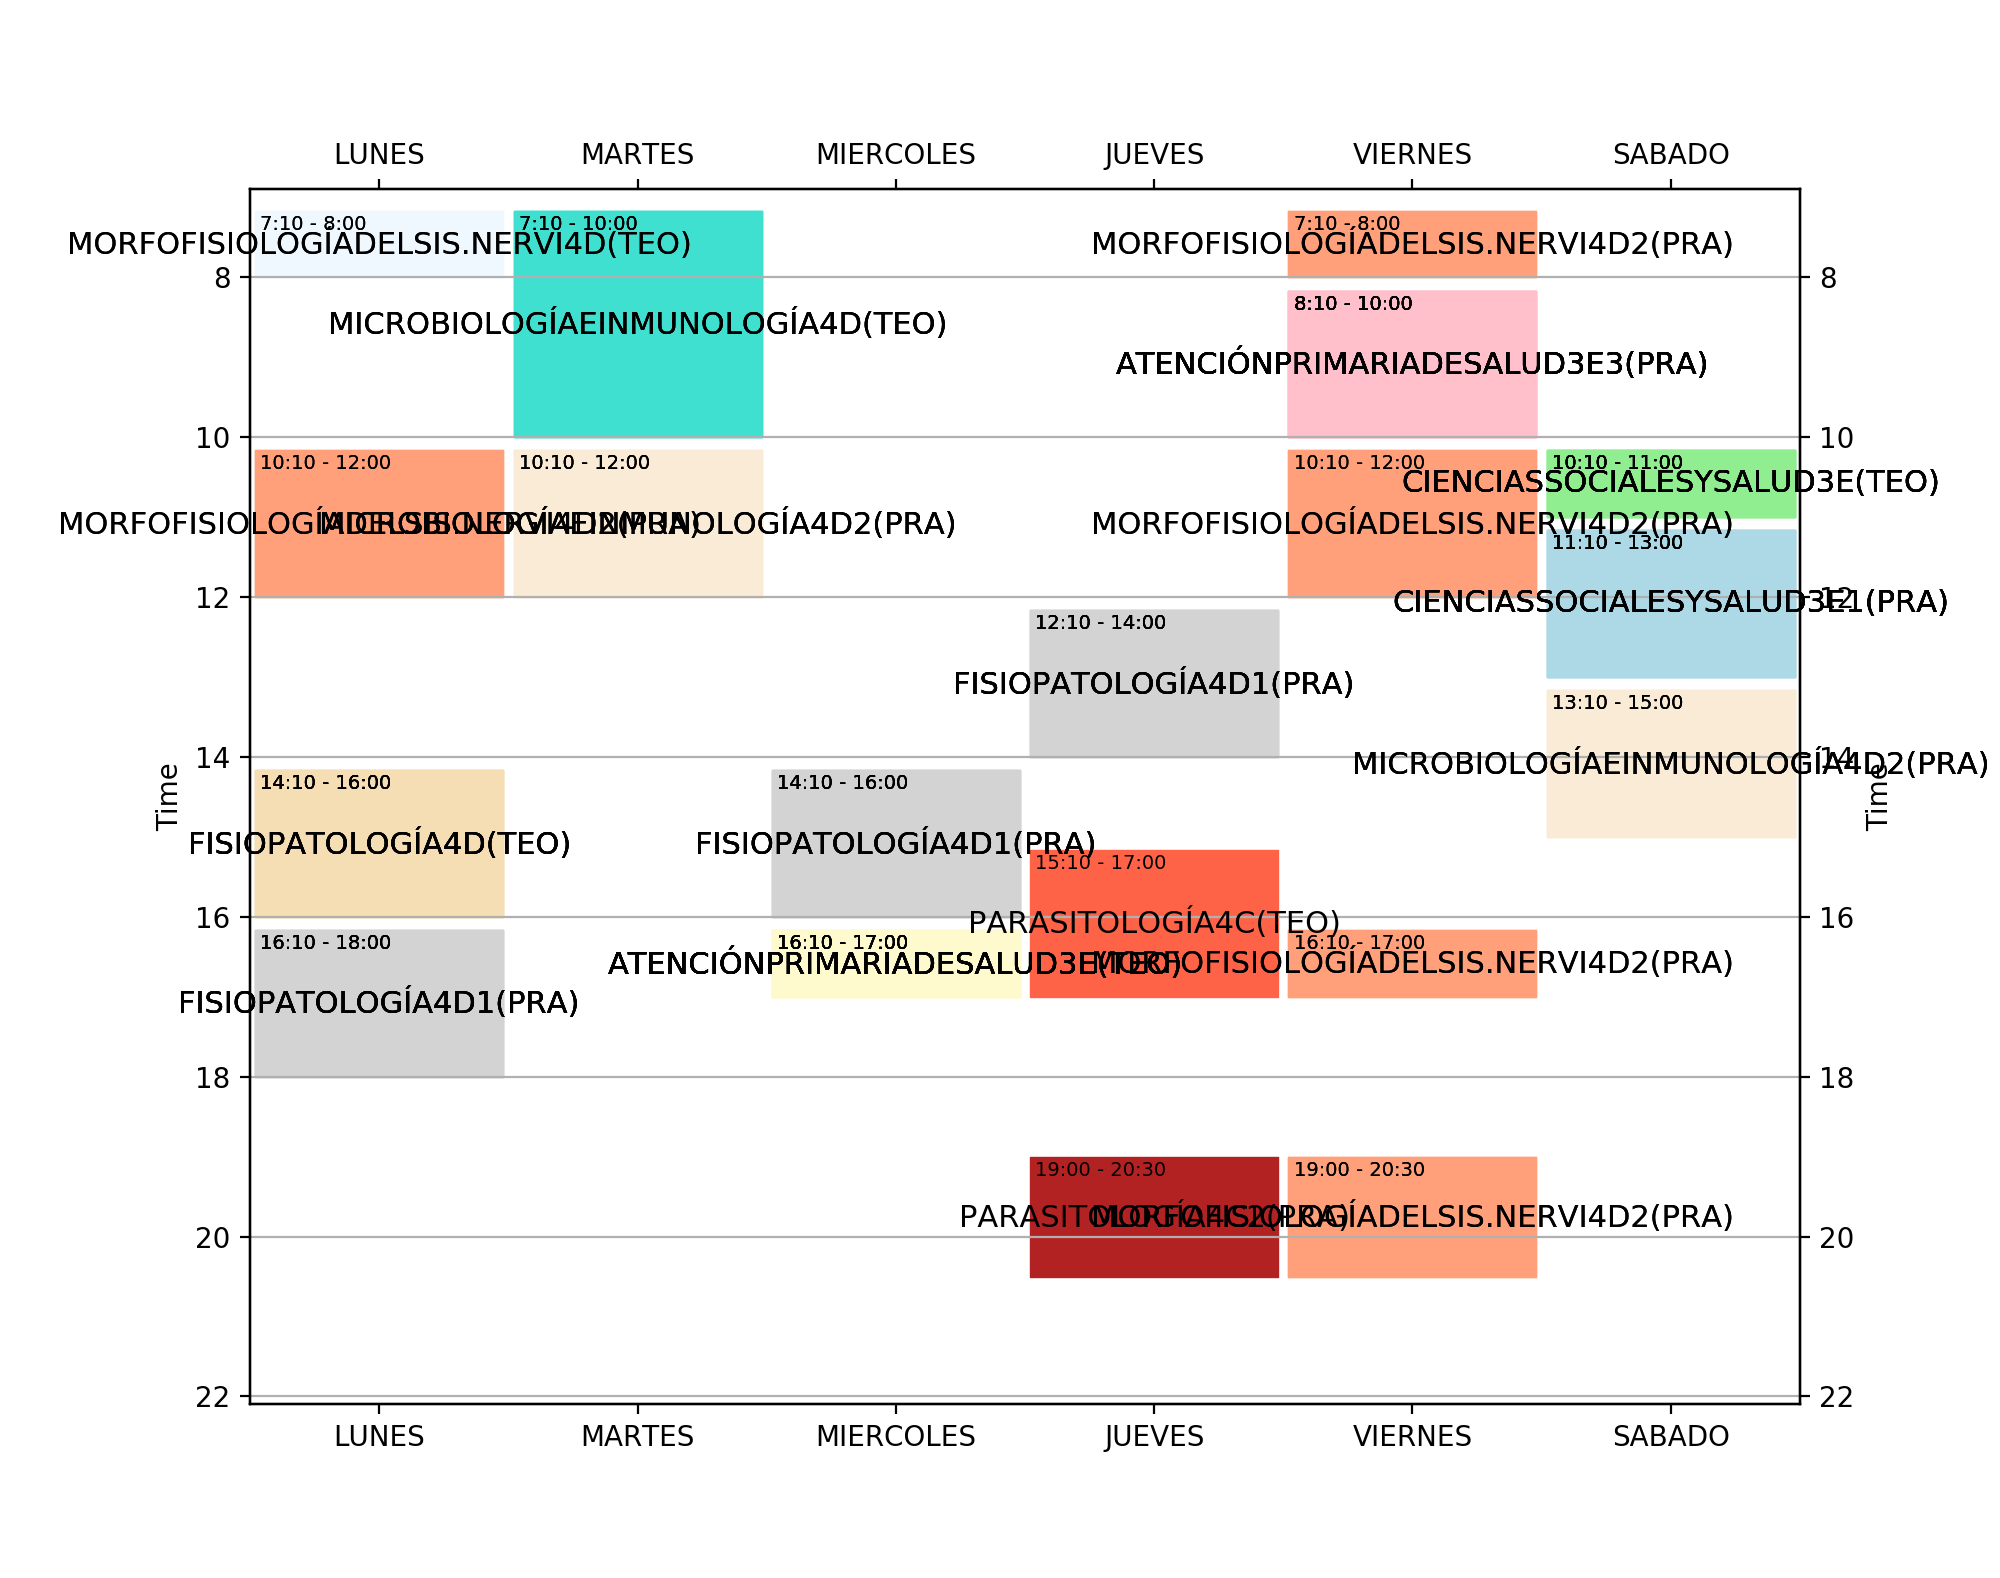 LUNES MARTES MIERCOLES JUEVES VIERNES SABADO
7:10 - 8:00 7:10 - 10:00 7:10 - 8:00
MORFOFISIOLOGÍADELSIS.NERVI4D(TEO) MORFOFISIOLOGÍADELSIS.NERVI4D2(PRA)
8 8
8:10 - 10:00
MICROBIOLOGÍAEINMUNOLOGÍA4D(TEO)
ATENCIÓNPRIMARIADESALUD3E3(PRA)
10 10
10:10 - 12:00 10:10 - 12:00 10:10 - 12:00 10:10 - 11:00
CIENCIASSOCIALESYSALUD3E(TEO)
MORFOFISIOLOGÍADELSIS.NERVI4D2(PRA) MICROBIOLOGÍAEINMUNOLOGÍA4D2(PRA) MORFOFISIOLOGÍADELSIS.NERVI4D2(PRA)
11:10 - 13:00
12 12
CIENCIASSOCIALESYSALUD3E1(PRA)
12:10 - 14:00
FISIOPATOLOGÍA4D1(PRA)
13:10 - 15:00
14 14
MICROBIOLOGÍAEINMUNOLOGÍA4D2(PRA)
14:10 - 16:00 14:10 - 16:00
Time Time
FISIOPATOLOGÍA4D(TEO) FISIOPATOLOGÍA4D1(PRA)
15:10 - 17:00
16 16
PARASITOLOGÍA4C(TEO)
16:10 - 18:00 16:10 - 17:00 16:10 - 17:00
ATENCIÓNPRIMARIADESALUD3E(TEO) MORFOFISIOLOGÍADELSIS.NERVI4D2(PRA)
FISIOPATOLOGÍA4D1(PRA)
18 18
19:00 - 20:30 19:00 - 20:30
PARASITOLOGÍA4C2(PRA) MORFOFISIOLOGÍADELSIS.NERVI4D2(PRA)
20 20
22 22
LUNES MARTES MIERCOLES JUEVES VIERNES SABADO